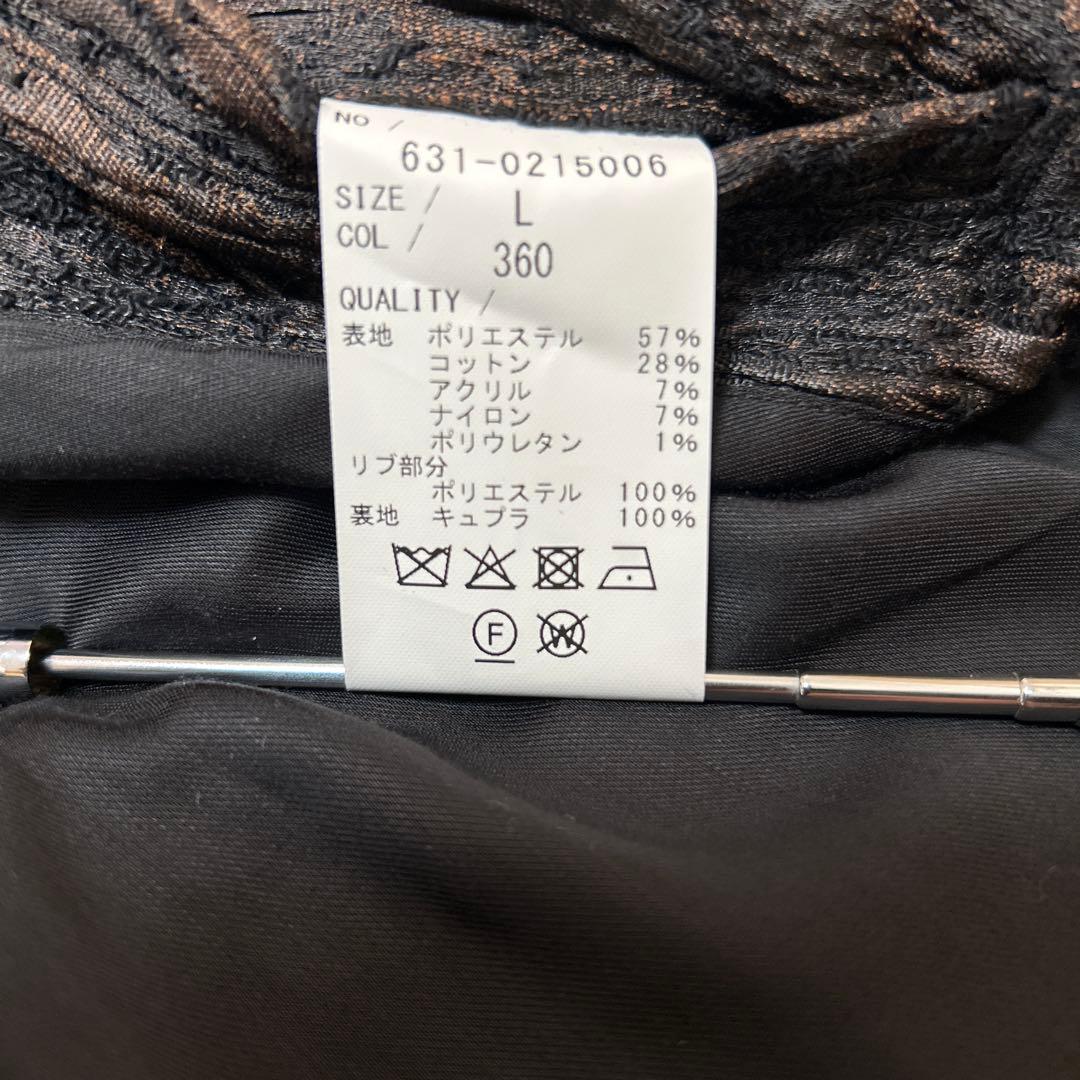 NO /
631-0215006
SIZE / L
COL / 360
QUALITY /
表地 ポリエステル 57%
コットン 28%
アクリル 7%
ナイロン 7%
ポリウレタン 1%
リブ部分
ポリエステル 100%
裏地 キュプラ 100%
F W